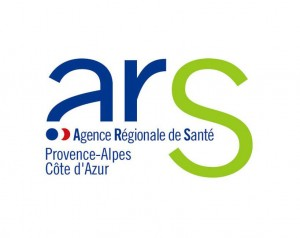 ars
Agence Régionale de Santé
Provence-Alpes
Côte d'Azur